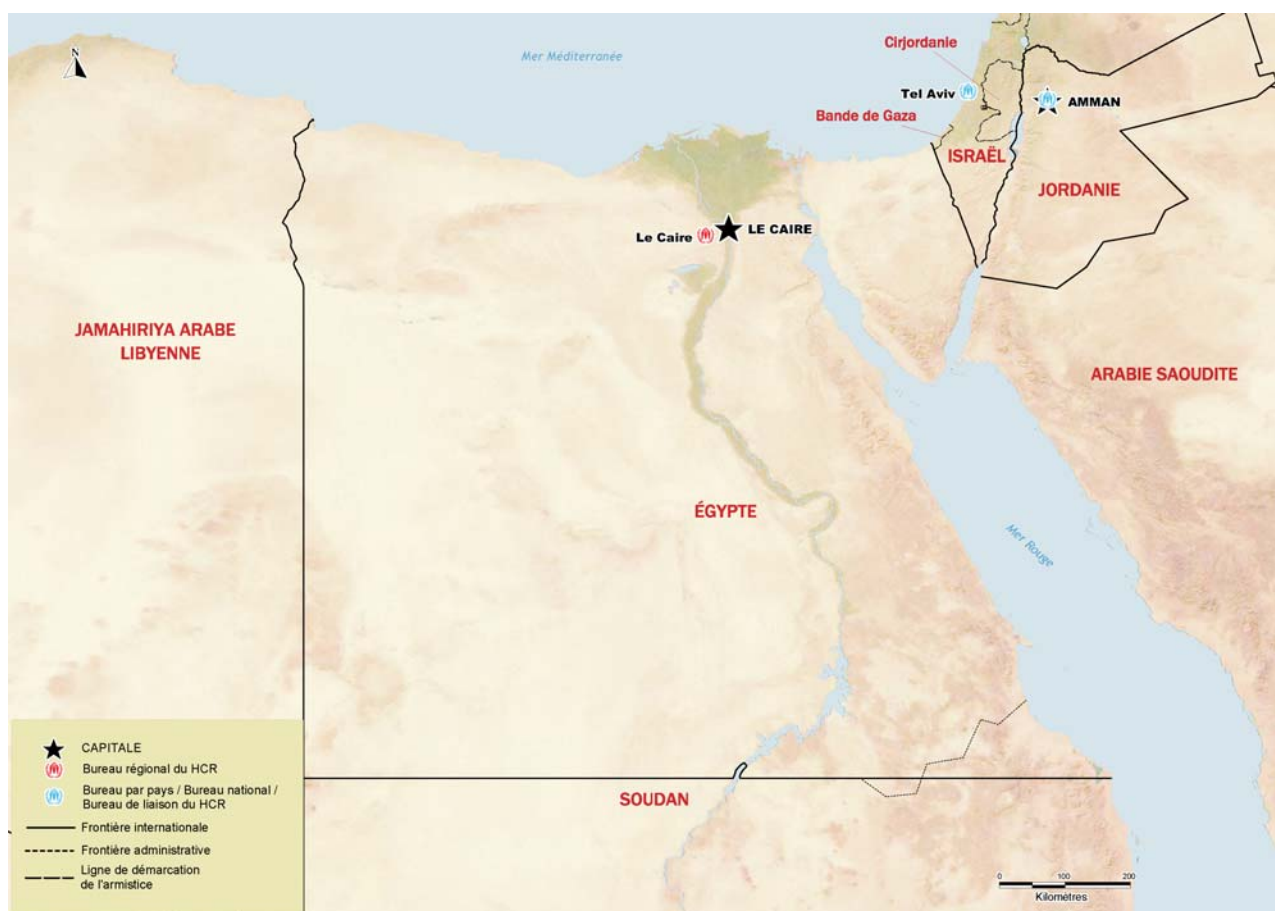 N
Mer Méditerranée
Cirjordanie
Tel Aviv
AMMAN
Bande de Gaza
ISRAËL
JORDANIE
Le Caire
LE CAIRE
JAMAHIRIYA ARABE
LIBYENNE
ARABIE SAOUDITE
ÉGYPTE
Mer Rouge
SOUDAN
CAPITALE
Bureau régional du HCR
Bureau par pays / Bureau national /
Bureau de liaison du HCR
Frontière internationale
Frontière administrative
Ligne de démarcation
de l'armistice
0 100 200
Kilomètres